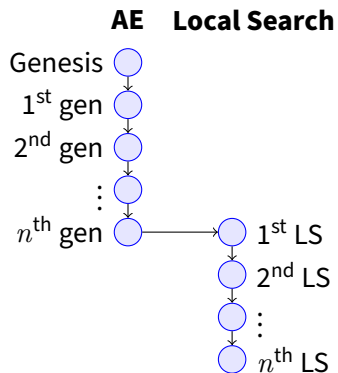 AE Local Search
Genesis
1st gen
2nd gen
⋮
nth gen
1st LS
2nd LS
⋮
nth LS